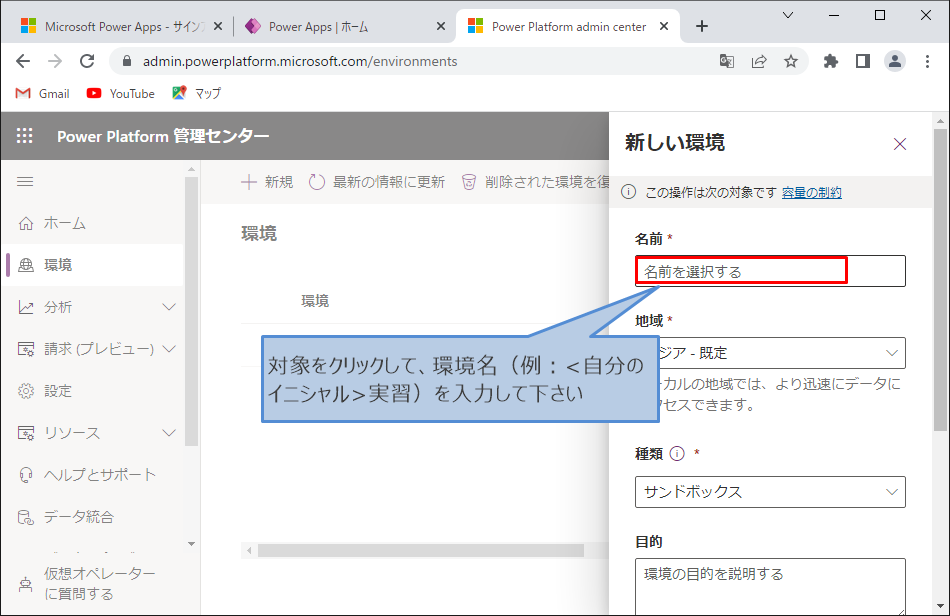 Microsoft Power Apps - サインイ
Power Apps | ホーム
Power Platform admin center
admin.powerplatform.microsoft.com/environments
Gmail
YouTube
マップ
Power Platform 管理センター
ホーム
環境
分析
請求 (プレビュー)
設定
リソース
ヘルプとサポート
データ統合
仮想オペレーター
に質問する
新規
最新の情報に更新
削除された環境を復
環境
環境
対象をクリックして、環境名（例：<自分の
イニシャル>実習）を入力して下さい
新しい環境
この操作は次の対象です 容量の制約
名前 *
名前を選択する
地域 *
ジア - 既定
ーカルの地域では、より迅速にデータに
セスできます。
種類 *
サンドボックス
目的
環境の目的を説明する